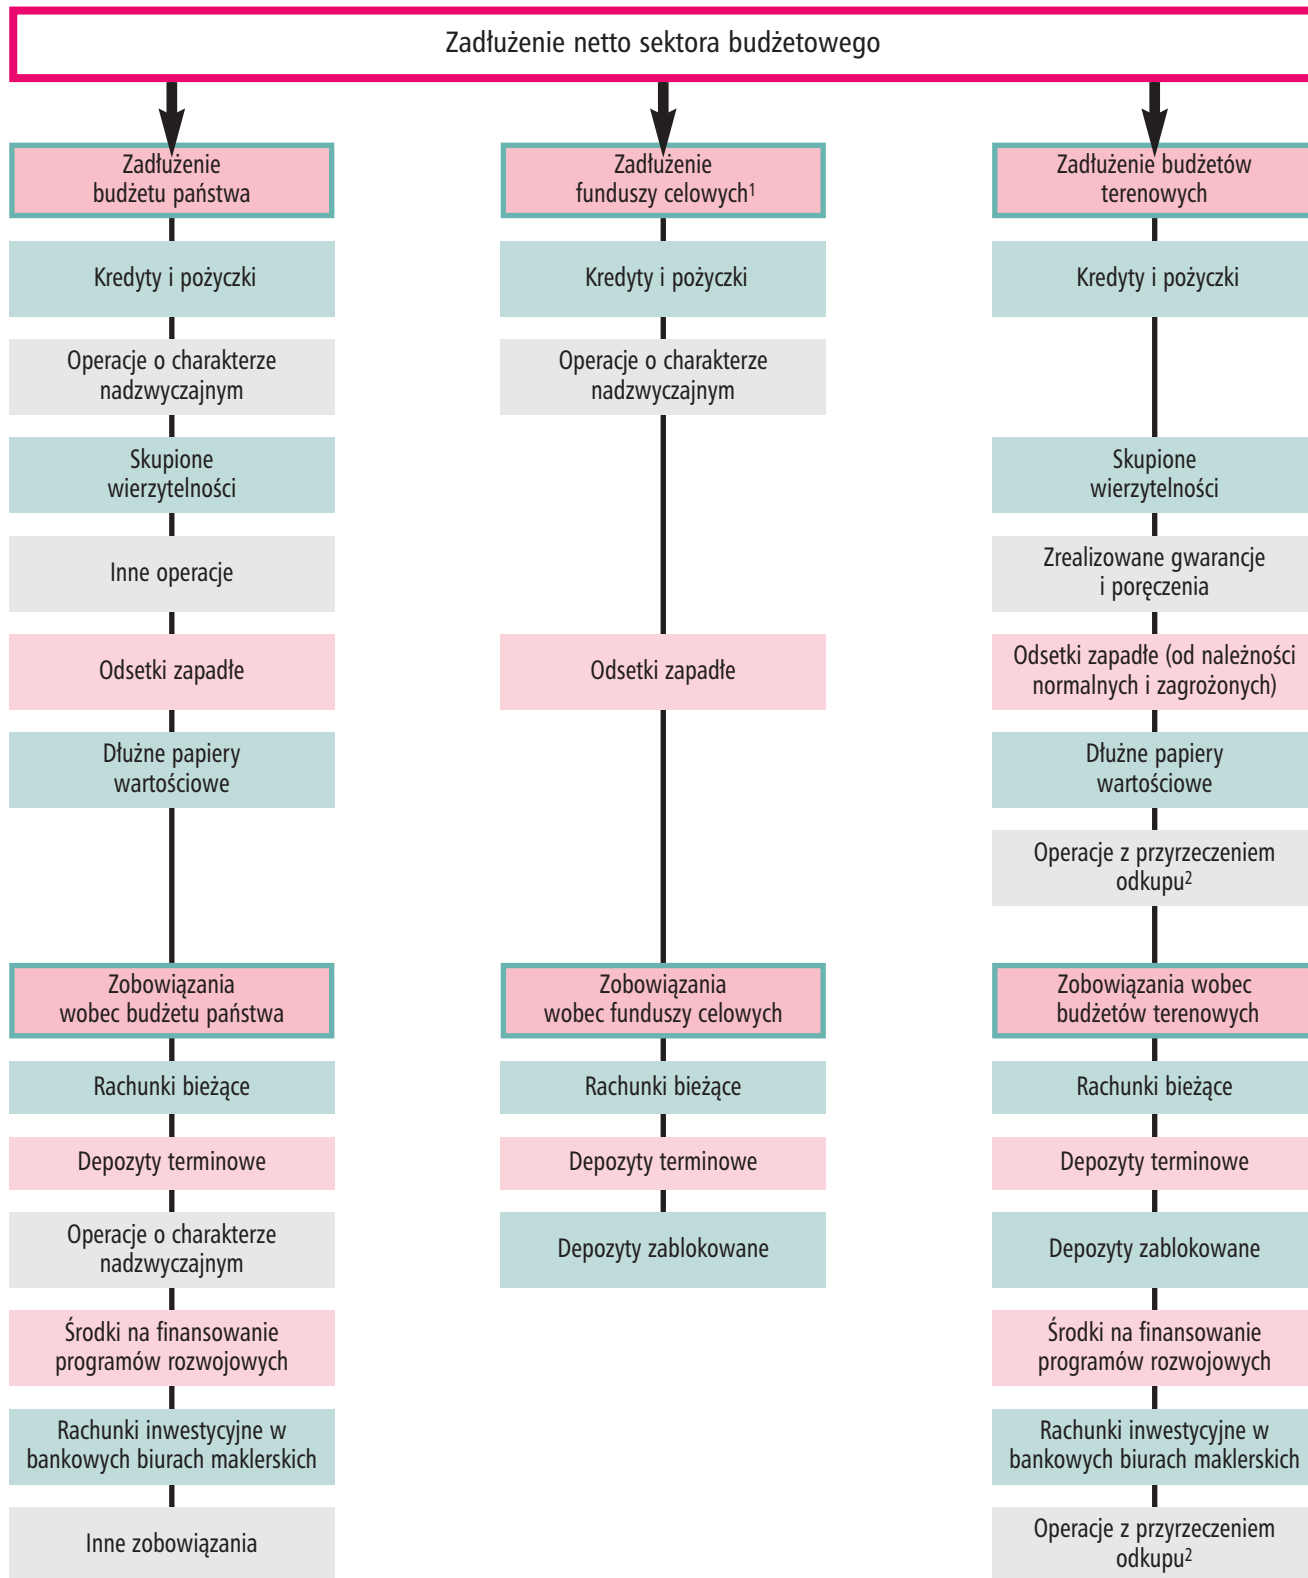 Zadłużenie netto sektora budżetowego
Zadłużenie
budżetu państwa
Kredyty i pożyczki
Operacje o charakterze
nadzwyczajnym
Skupione
wierzytelności
Inne operacje
Odsetki zapadłe
Dłużne papiery
wartościowe
Zobowiązania
wobec budżetu państwa
Rachunki bieżące
Depozyty terminowe
Operacje o charakterze
nadzwyczajnym
Środki na finansowanie
programów rozwojowych
Rachunki inwestycyjne w
bankowych biurach maklerskich
Inne zobowiązania
Zadłużenie
funduszy celowych¹
Kredyty i pożyczki
Operacje o charakterze
nadzwyczajnym
Odsetki zapadłe
Zobowiązania
wobec funduszy celowych
Rachunki bieżące
Depozyty terminowe
Depozyty zablokowane
Zadłużenie budżetów
terenowych
Kredyty i pożyczki
Skupione
wierzytelności
Zrealizowane gwarancje
i poręczenia
Odsetki zapadłe (od należności
normalnych i zagrożonych)
Dłużne papiery
wartościowe
Operacje z przyrzeczeniem
odkupu²
Zobowiązania wobec
budżetów terenowych
Rachunki bieżące
Depozyty terminowe
Depozyty zablokowane
Środki na finansowanie
programów rozwojowych
Rachunki inwestycyjne w
bankowych biurach maklerskich
Operacje z przyrzeczeniem
odkupu²